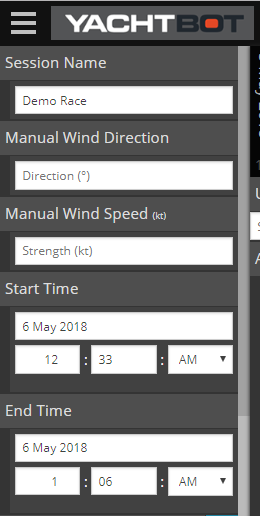 YACHTBOT
Session Name
Demo Race
Manual Wind Direction
Direction (°)
Manual Wind Speed (kt)
Strength (kt)
Start Time
6 May 2018
12 : 33 : AM
End Time
6 May 2018
1 : 06 : AM